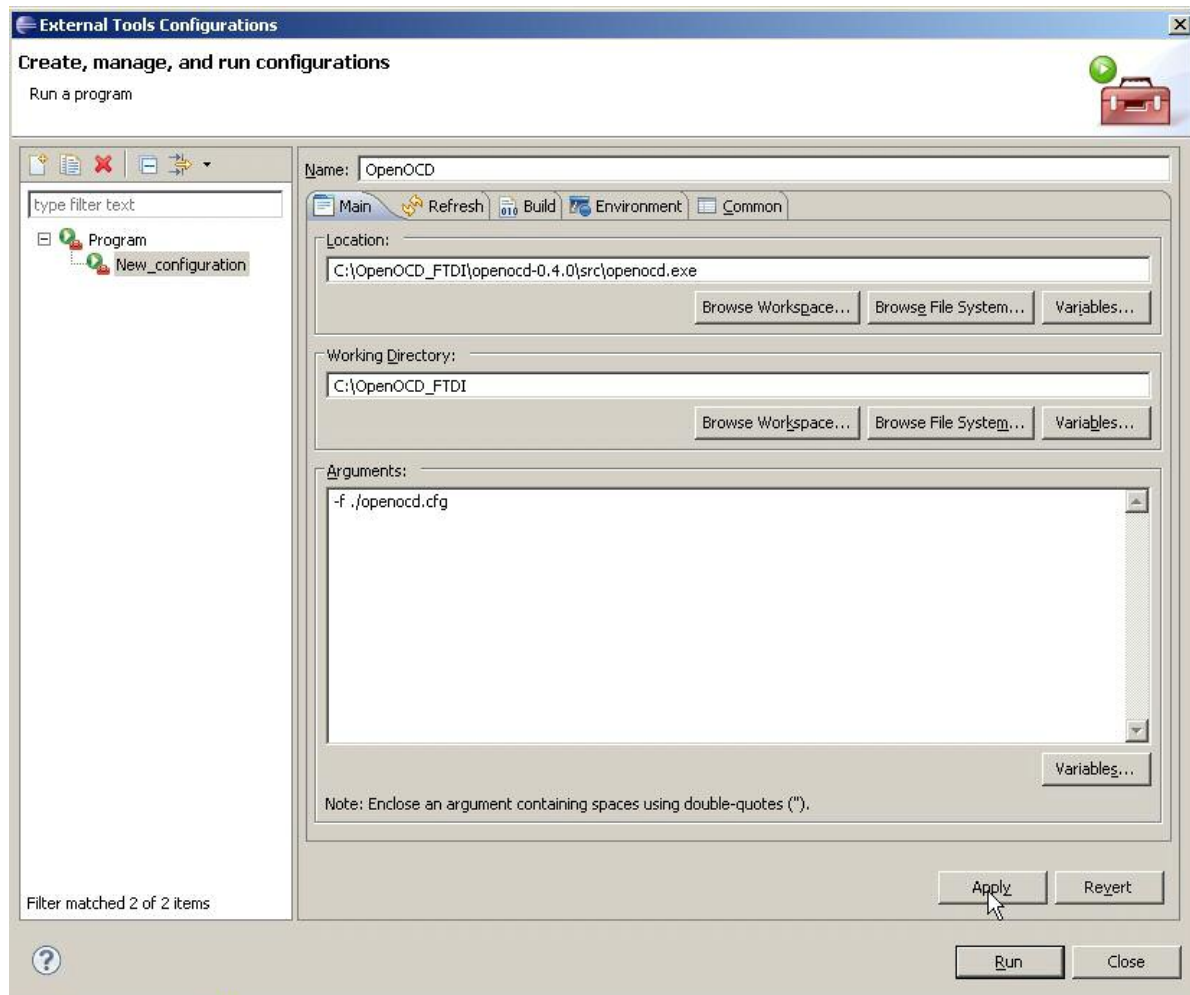 External Tools Configurations
Create, manage, and run configurations
Run a program
type filter text
Program
New_configuration
Filter matched 2 of 2 items
Name: OpenOCD
Main Refresh Build Environment Common
Location:
C:\OpenOCD_FTDI\openocd-0.4.0\src\openocd.exe
Browse Workspace... Browse File System... Variables...
Working Directory:
C:\OpenOCD_FTDI
Browse Workspace... Browse File System... Variables...
Arguments:
-f ./openocd.cfg
Variables...
Note: Enclose an argument containing spaces using double-quotes (").
Apply Revert
Run Close